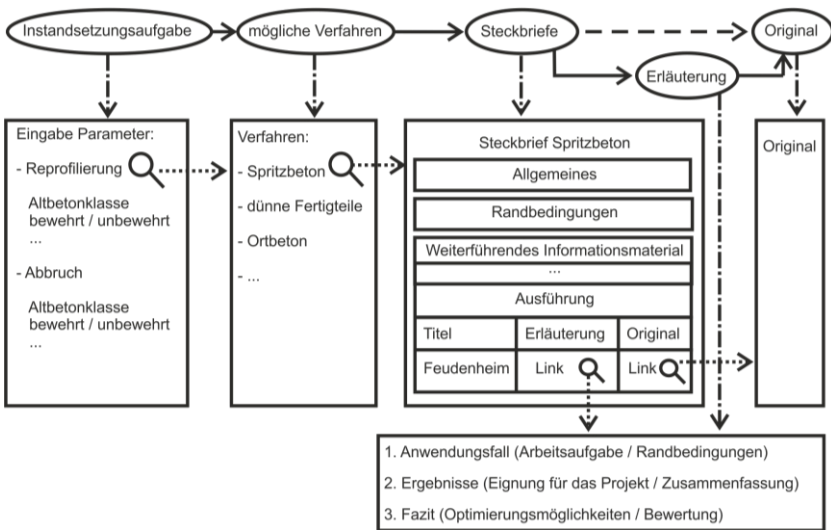 Instandsetzungsaufgabe
mögliche Verfahren
Steckbriefe
Original
Erläuterung
Eingabe Parameter:
- Reprofilierung
Altbetonklasse
bewehrt / unbewehrt
...
- Abbruch
Altbetonklasse
bewehrt / unbewehrt
...
Verfahren:
- Spritzbeton
- dünne Fertigteile
- Ortbeton
- ...
Steckbrief Spritzbeton
Allgemeines
Randbedingungen
Weiterführendes Informationsmaterial
...
Ausführung
Titel Erläuterung Original
Feudenheim Link Link
Original
1. Anwendungsfall (Arbeitsaufgabe / Randbedingungen)
2. Ergebnisse (Eignung für das Projekt / Zusammenfassung)
3. Fazit (Optimierungsmöglichkeiten / Bewertung)